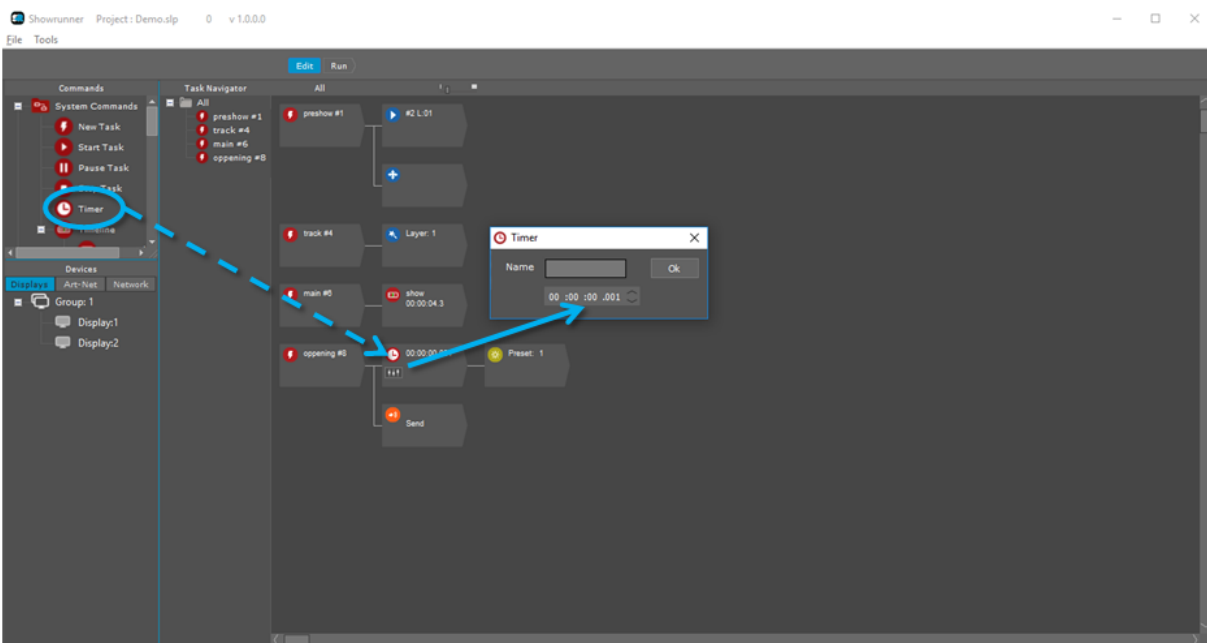 Showrunner Project : Demo.slp 0 v 1.0.0.0
File Tools
Edit Run
Commands
System Commands
New Task
Start Task
Pause Task
Task
Timer
Timeline
Devices
Displays Art-Net Network
Group: 1
Display:1
Display:2
Task Navigator
All
preshow #1
track #4
main #6
oppening #8
All
preshow #1
#2 L:01
track #4
Layer: 1
main #6
show
00:00:04.3
oppening #8
Preset: 1
Send
Timer
Name
Ok
00 :00 :00 .001